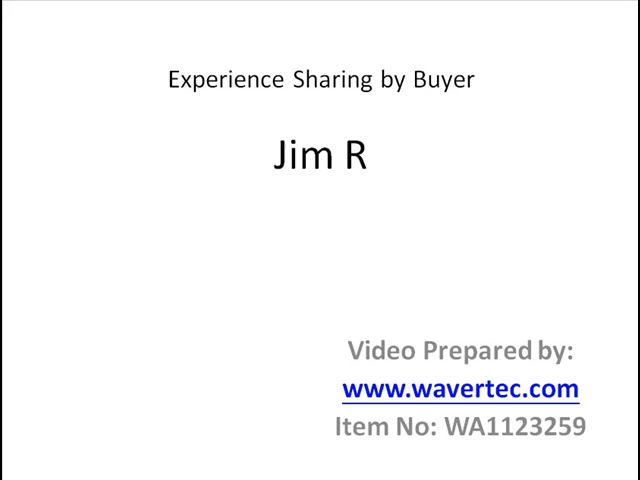 Experience Sharing by Buyer
Jim R
Video Prepared by:
www.wavertec.com
Item No: WA1123259